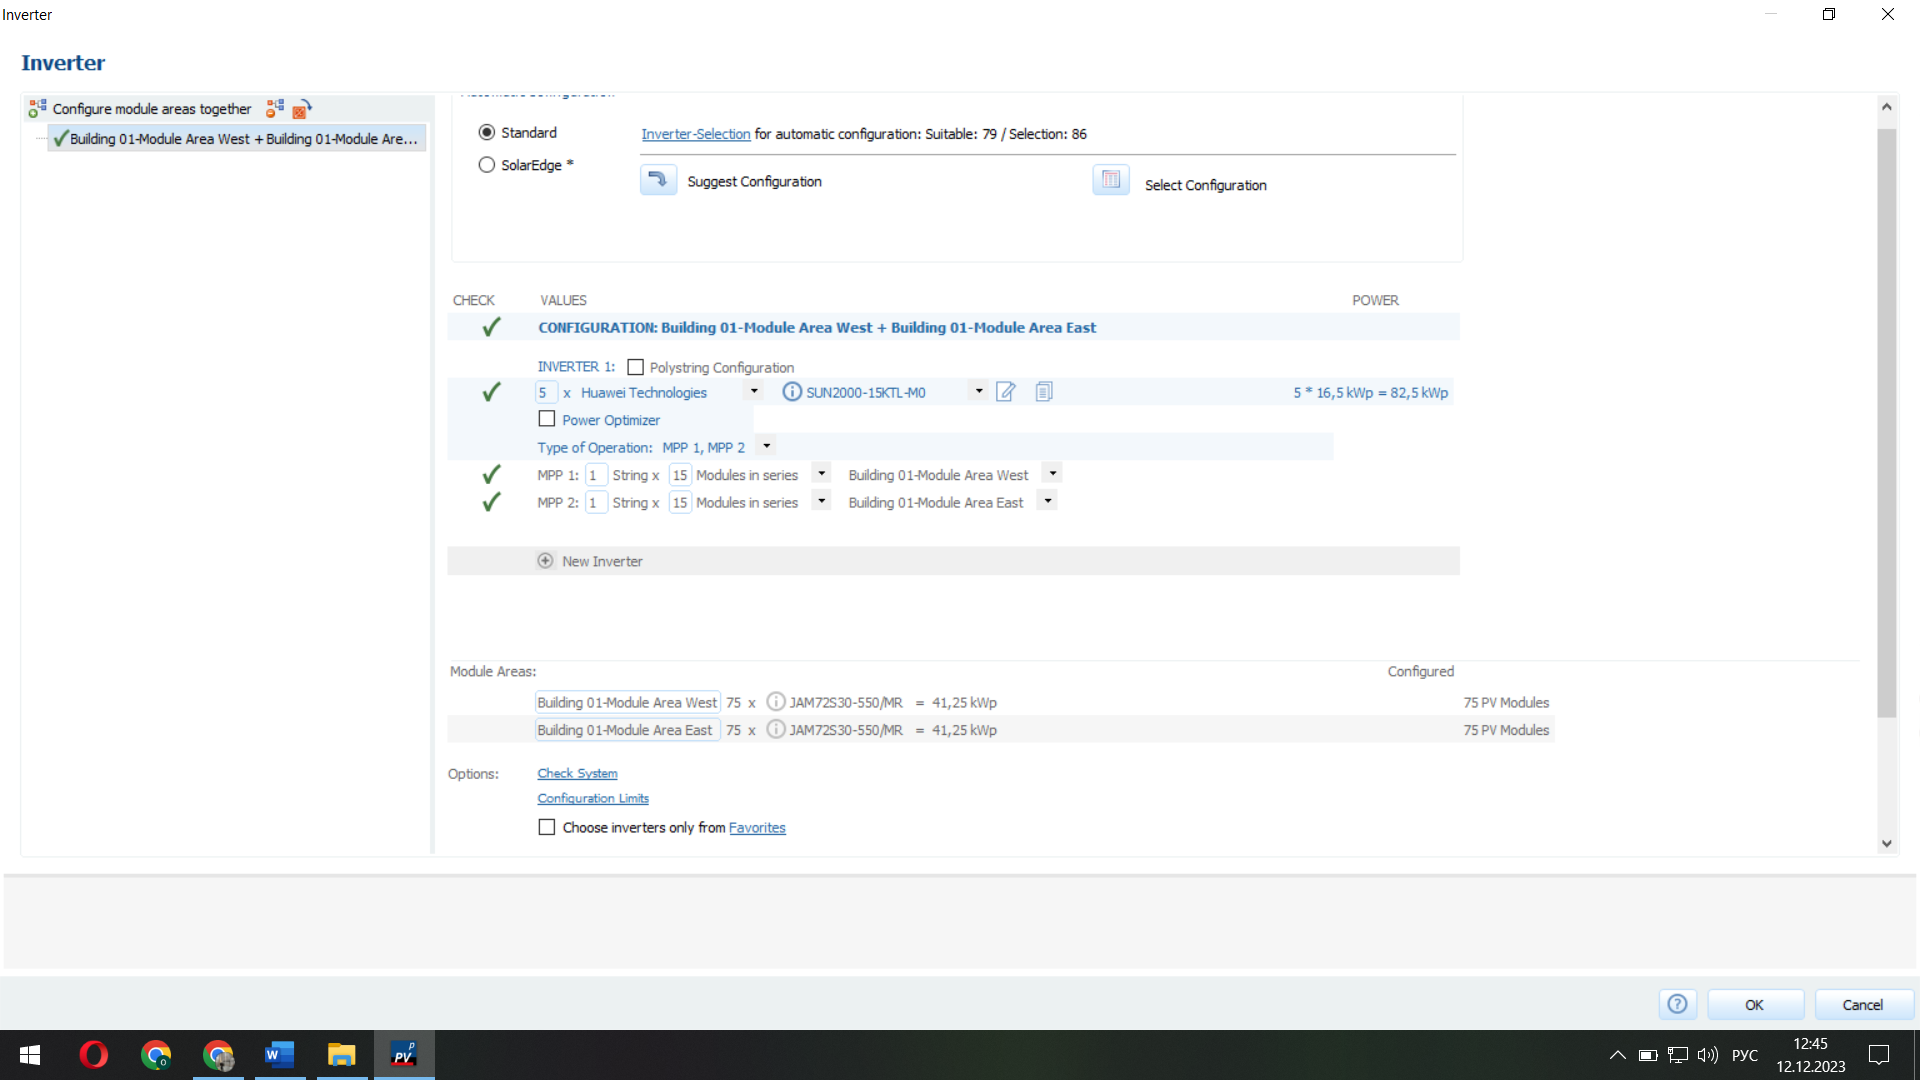 Inverter
Inverter
Configure module areas together
Building 01-Module Area West + Building 01-Module Are...
Standard
Inverter-Selection for automatic configuration: Suitable: 79 / Selection: 86
SolarEdge *
Suggest Configuration
Select Configuration
CHECK VALUES POWER
CONFIGURATION: Building 01-Module Area West + Building 01-Module Area East
INVERTER 1: Polystring Configuration
5 x Huawei Technologies SUN2000-15KTL-M0 5 * 16,5 kWp = 82,5 kWp
Power Optimizer
Type of Operation: MPP 1, MPP 2
MPP 1: 1 String x 15 Modules in series Building 01-Module Area West
MPP 2: 1 String x 15 Modules in series Building 01-Module Area East
New Inverter
Module Areas: Configured
Building 01-Module Area West 75 x JAM72S30-550/MR = 41,25 kWp 75 PV Modules
Building 01-Module Area East 75 x JAM72S30-550/MR = 41,25 kWp 75 PV Modules
Options: Check System
Configuration Limits
Choose inverters only from Favorites
OK Cancel
РУС
12:45
12.12.2023